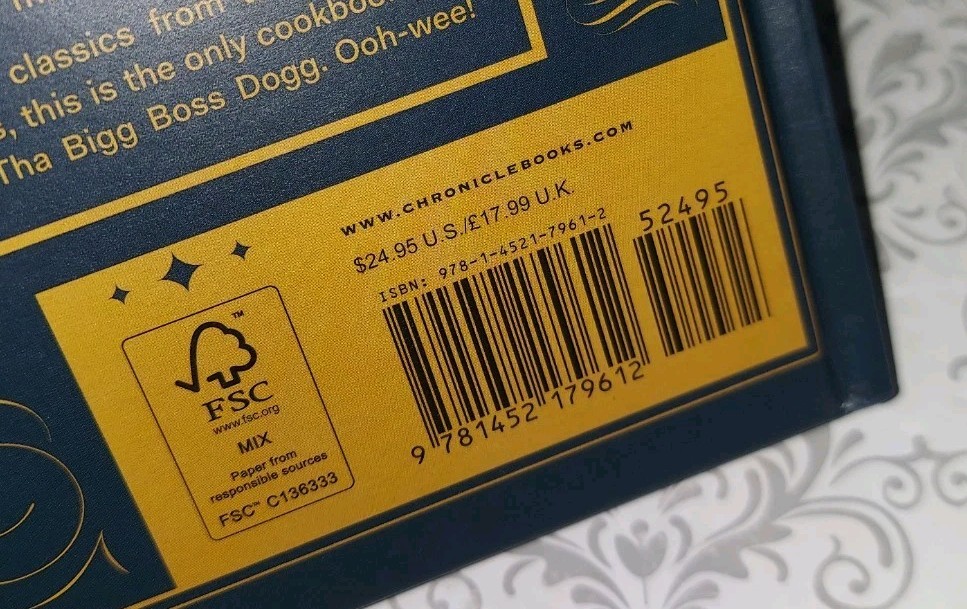 classics from
this is the only cookbook
Tha Bigg Boss Dogg. Ooh-wee!
WWW.CHRONICLEBOOKS.COM
$24.95 U.S./£17.99 U.K.
ISBN: 978-1-4521-7961-2
52495
9 781452 179612
™
FSC
www.fsc.org
MIX
Paper from
responsible sources
FSC™ C136333